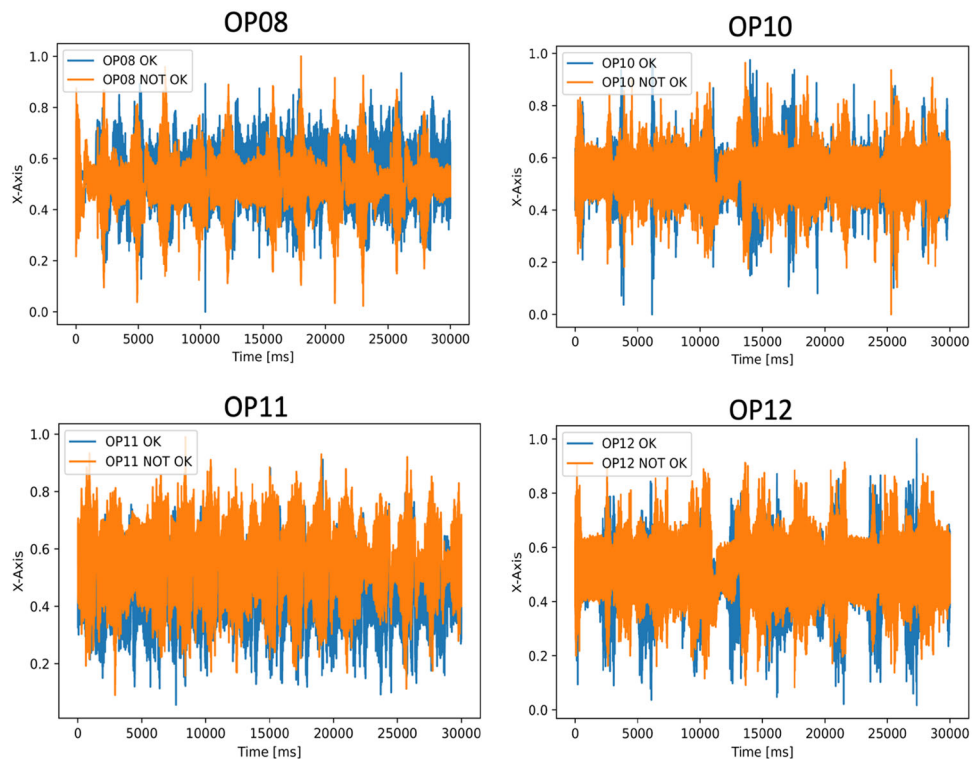 OP08
OP10
OP08 OK
OP08 NOT OK
1.0
0.8
0.6
0.4
0.2
0.0
X-Axis
0
5000
10000
15000
20000
25000
30000
Time [ms]
OP10 OK
OP10 NOT OK
1.0
0.8
0.6
0.4
0.2
0.0
X-Axis
0
5000
10000
15000
20000
25000
30000
Time [ms]
OP11
OP12
OP11 OK
OP11 NOT OK
1.0
0.8
0.6
0.4
0.2
X-Axis
0
5000
10000
15000
20000
25000
30000
Time [ms]
OP12 OK
OP12 NOT OK
1.0
0.8
0.6
0.4
0.2
0.0
X-Axis
0
5000
10000
15000
20000
25000
30000
Time [ms]